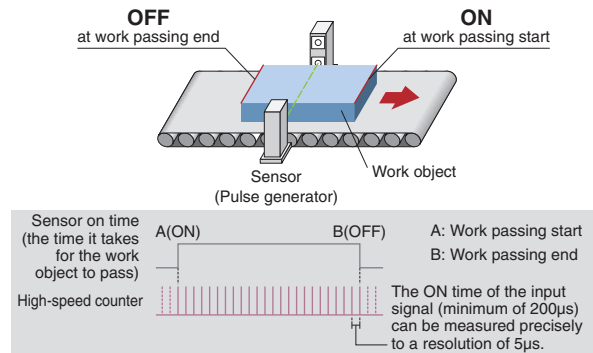 OFF
at work passing end
ON
at work passing start
Work object
Sensor
(Pulse generator)
Sensor on time
(the time it takes
for the work
object to pass)
A(ON)
B(OFF)
A: Work passing start
B: Work passing end
High-speed counter
The ON time of the input
signal (minimum of 200μs)
can be measured precisely
to a resolution of 5μs.